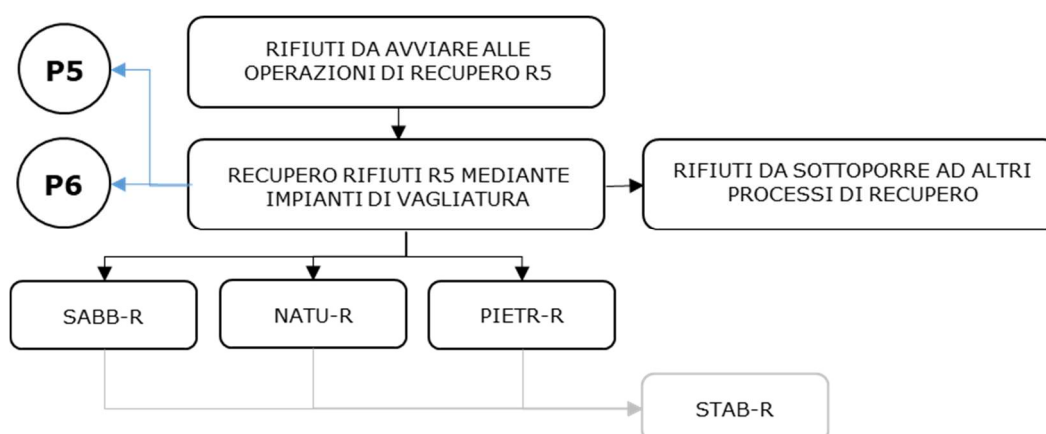 P5
RIFIUTI DA AVVIARE ALLE
OPERAZIONI DI RECUPERO R5
P6
RECUPERO RIFIUTI R5 MEDIANTE
IMPIANTI DI VAGLIATURA
RIFIUTI DA SOTTOPORRE AD ALTRI
PROCESSI DI RECUPERO
SABB-R
NATU-R
PIETR-R
STAB-R